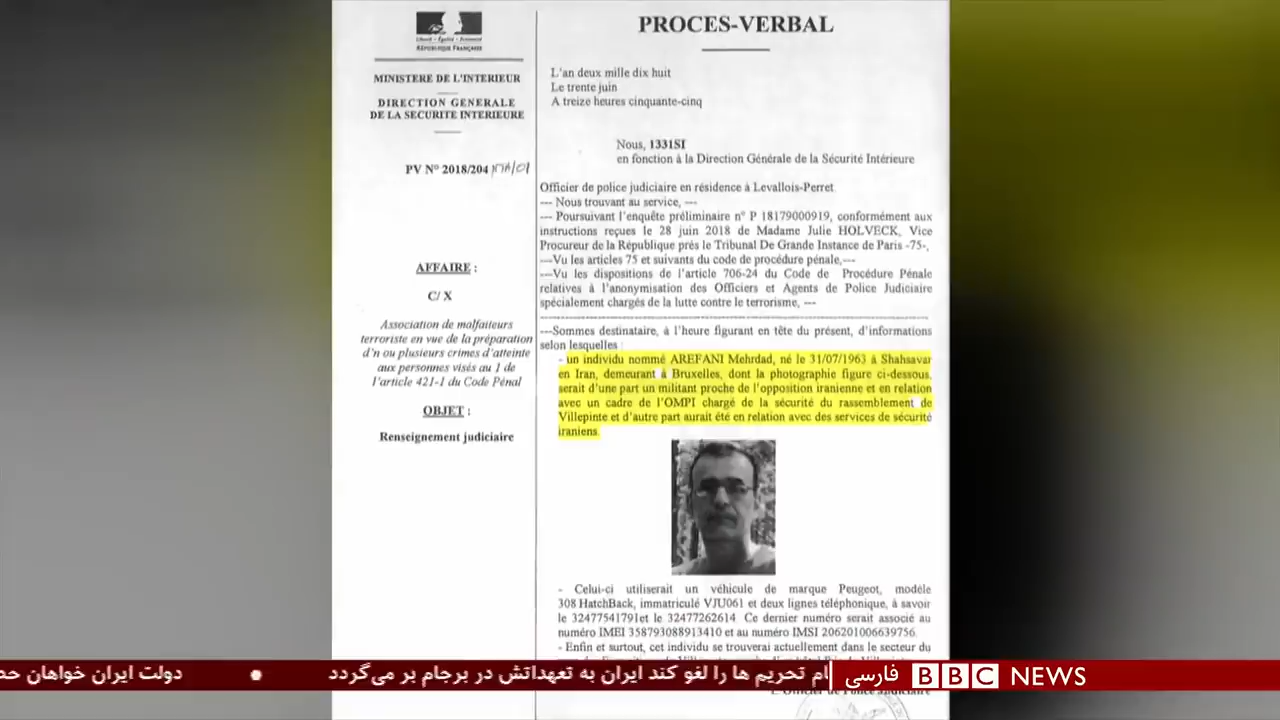 Liberté • Égalité • Fraternité
RÉPUBLIQUE FRANÇAISE
MINISTERE DE L'INTERIEUR
DIRECTION GENERALE
DE LA SECURITE INTERIEURE
PV N° 2018/204
AFFAIRE :
C/ X
Association de malfaiteurs
terroriste en vue de la préparation
d'n ou plusieurs crimes d'atteinte
aux personnes visés au 1 de
l'article 421-1 du Code Pénal
OBJET :
Renseignement judiciaire
PROCES-VERBAL
L'an deux mille dix huit
Le trente juin
A treize heures cinquante-cinq
Nous, 1331SI
en fonction à la Direction Générale de la Sécurité Intérieure
Officier de police judiciaire en résidence à Levallois-Perret
--- Nous trouvant au service, ---
--- Poursuivant l'enquête préliminaire n° P 18179000919, conformément aux
instructions reçues le 28 juin 2018 de Madame Julie HOLVECK, Vice
Procureur de la République prés le Tribunal De Grande Instance de Paris -75-,
---Vu les articles 75 et suivants du code de procédure pénale,---
---Vu les dispositions de l'article 706-24 du Code de Procédure Pénale
relatives à l'anonymisation des Officiers et Agents de Police Judiciaire
spécialement chargés de la lutte contre le terrorisme, ---
---Sommes destinataire, à l'heure figurant en tête du présent, d'informations
selon lesquelles :
- un individu nommé AREFANI Mehrdad, né le 31/07/1963 à Shahsavar
en Iran, demeurant à Bruxelles, dont la photographie figure ci-dessous,
serait d'une part un militant proche de l'opposition iranienne et en relation
avec un cadre de l'OMPI chargé de la sécurité du rassemblement de
Villepinte et d'autre part aurait été en relation avec des services de sécurité
iraniens.
- Celui-ci utiliserait un véhicule de marque Peugeot, modèle
308 HatchBack, immatriculé VJU061 et deux lignes téléphonique, à savoir
le 32477541791et le 32477262614. Ce dernier numéro serait associé au
numéro IMEI 358793088913410 et au numéro IMSI 206201006639756.
- Enfin et surtout, cet individu se trouverai actuellement dans le secteur du
دولت ایران خواهان حص ● ام تحریم ها را لغو کند ایران به تعهداتش در برجام بر می‌گردد
BBC NEWS فارسی
L'Officier de Police Judiciaire